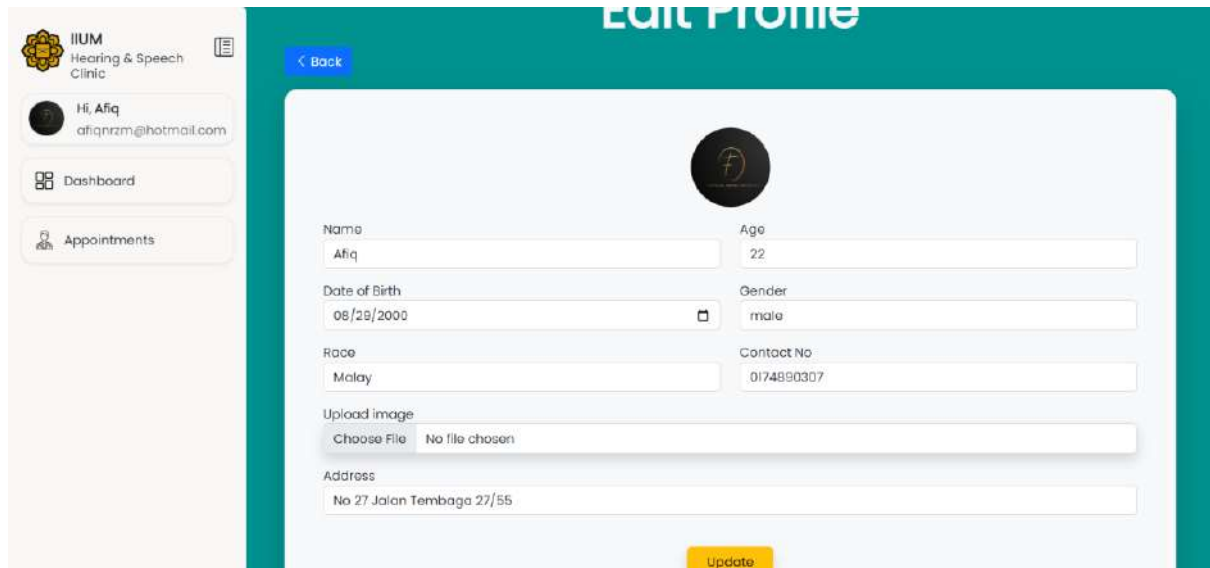 Edit Profile
IIUM
Hearing & Speech
Clinic
< Back
Hi, Afiq
afiqnrzm@hotmail.com
Dashboard
Appointments
Name
Age
Afiq
22
Date of Birth
Gender
08/29/2000
male
Race
Contact No
Malay
0174890307
Upload image
Choose File No file chosen
Address
No 27 Jalan Tembaga 27/55
Update